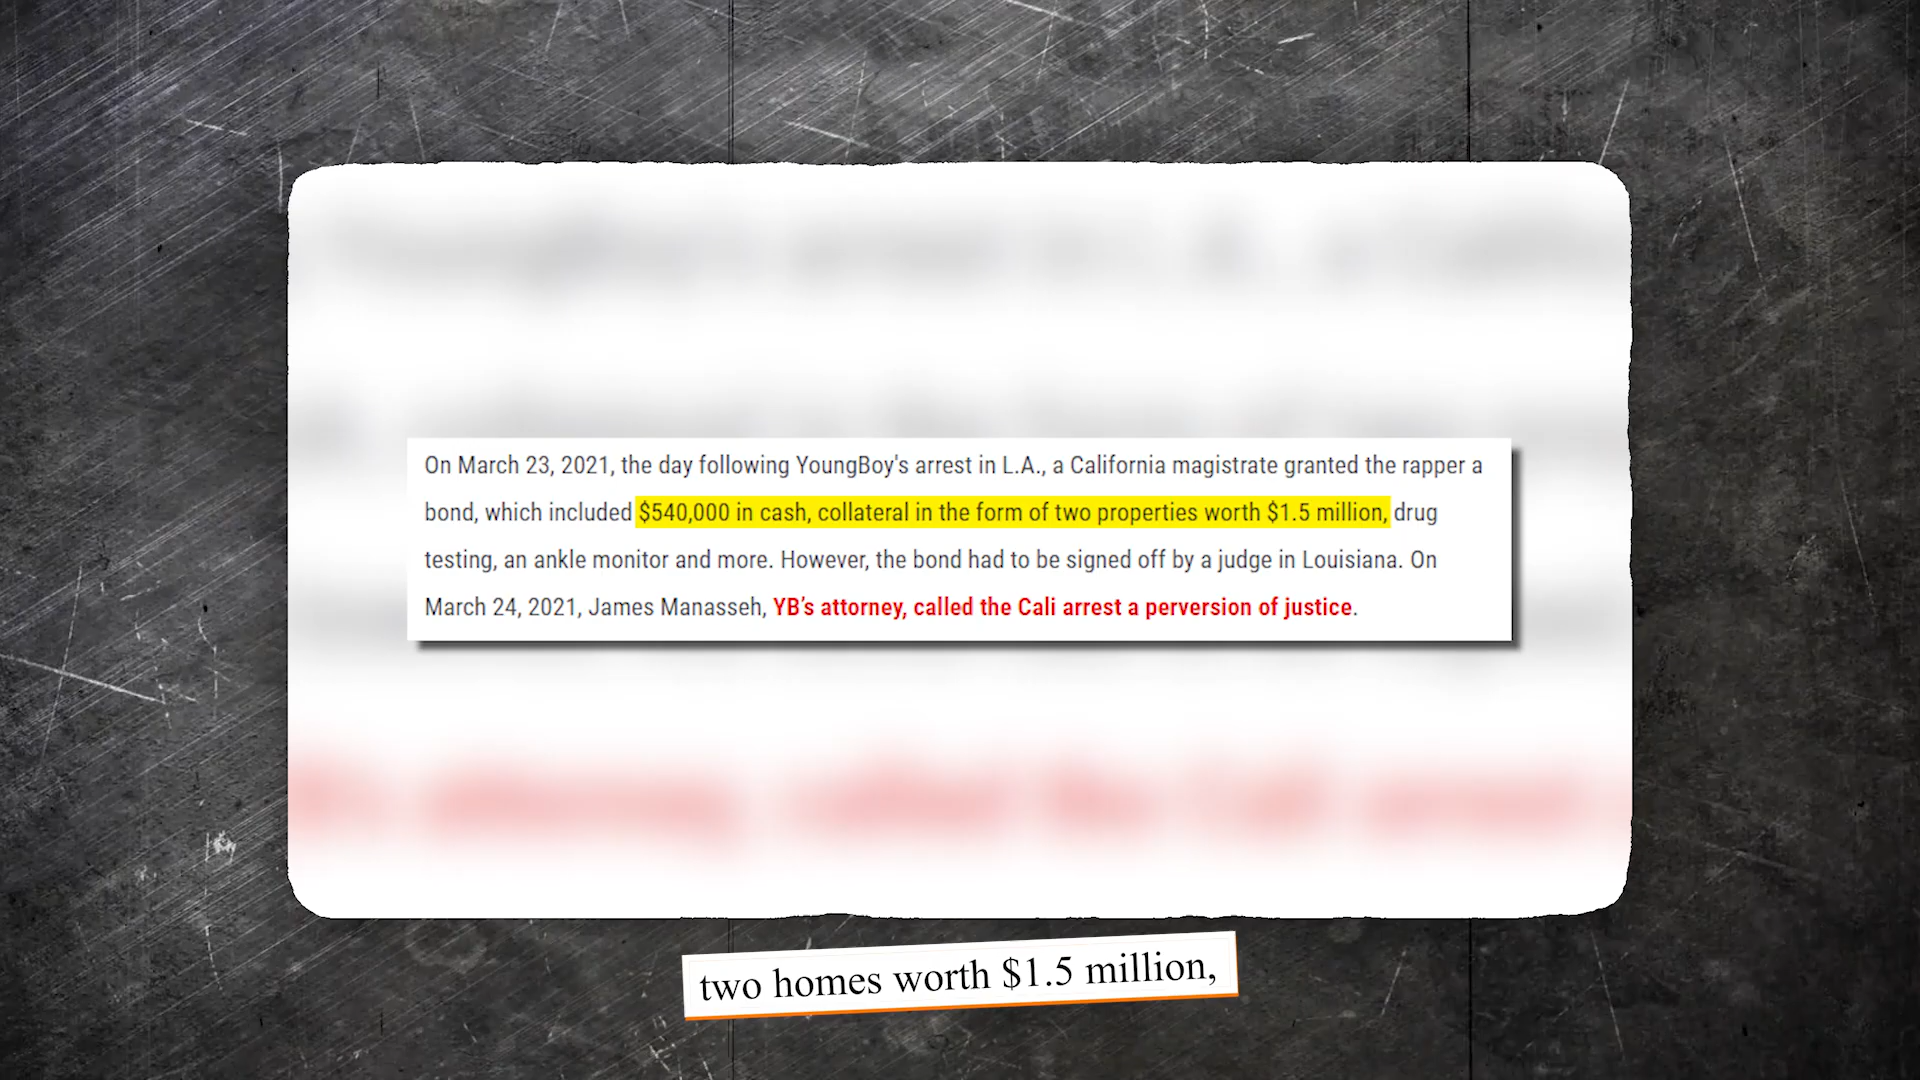 On March 23, 2021, the day following YoungBoy's arrest in L.A., a California magistrate granted the rapper a
bond, which included $540,000 in cash, collateral in the form of two properties worth $1.5 million, drug
testing, an ankle monitor and more. However, the bond had to be signed off by a judge in Louisiana. On
March 24, 2021, James Manasseh, YB’s attorney, called the Cali arrest a perversion of justice.
two homes worth $1.5 million,